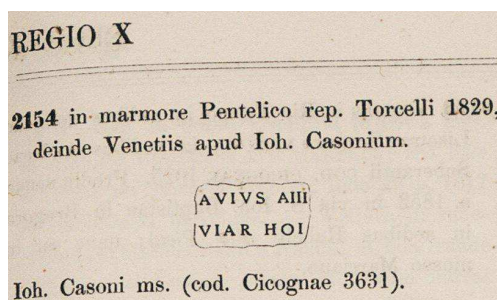 REGIO X
2154 in marmore Pentelico rep. Torcelli 1829,
deinde Venetiis apud Ioh. Casonium.
AVIVS AIII
VIAR HOI
Ioh. Casoni ms. (cod. Cicognae 3631).